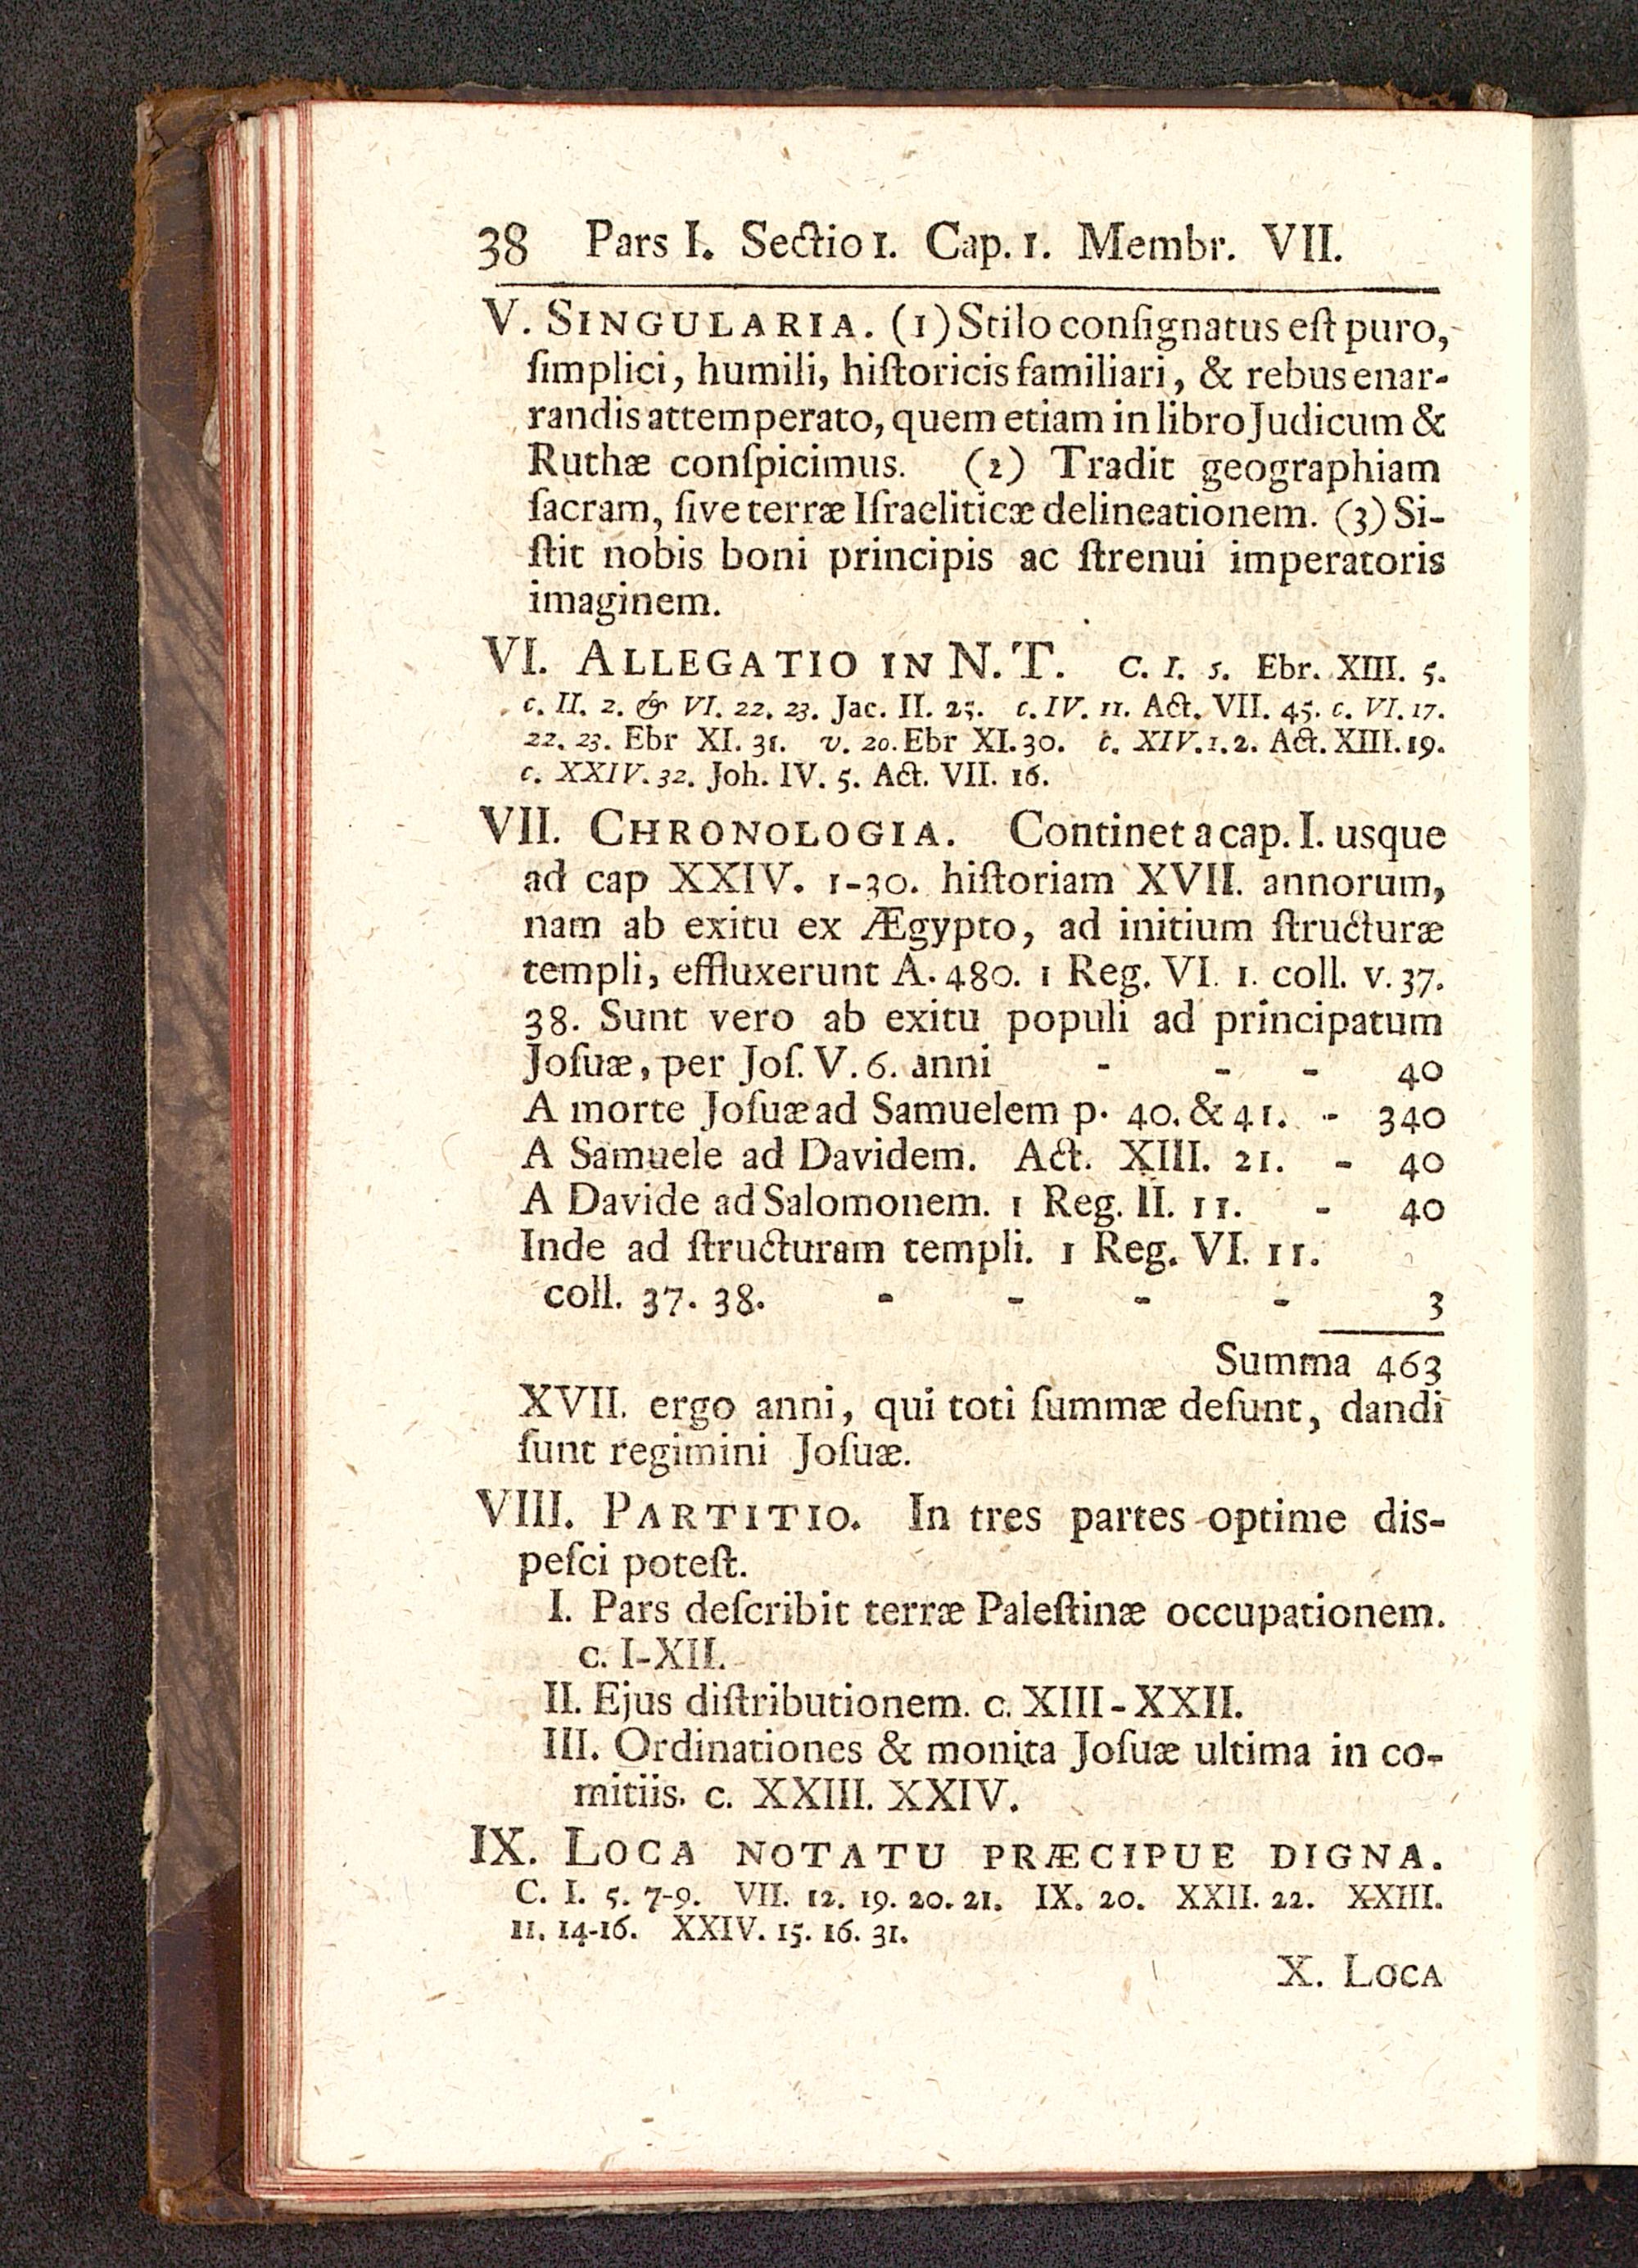 38 Pars I. Sectio 1. Cap. 1. Membr. VII.
V. SINGULARIA. (1) Stilo conſignatus eſt puro,
ſimplici, humili, hiſtoricis familiari, & rebus enar-
randis attemperato, quem etiam in libro Judicum &
Ruthæ conſpicimus. (2) Tradit geographiam
ſacram, ſive terræ Iſraeliticæ delineationem. (3) Si-
ſtit nobis boni principis ac ſtrenui imperatoris
imaginem.
VI. ALLEGATIO IN N. T. C. I. 5. Ebr. XIII. 5.
c. II. 2. & VI. 22. 23. Jac. II. 25. c. IV. 11. Act. VII. 45. c. VI. 17.
22. 23. Ebr XI. 31. v. 20. Ebr XI. 30. c. XIV. 1. 2. Act. XIII. 19.
c. XXIV. 32. Joh. IV. 5. Act. VII. 16.
VII. CHRONOLOGIA. Continet a cap. I. usque
ad cap XXIV. 1-30. hiſtoriam XVII. annorum,
nam ab exitu ex Ægypto, ad initium ſtructuræ
templi, effluxerunt A. 480. 1 Reg. VI. 1. coll. v. 37.
38. Sunt vero ab exitu populi ad principatum
Joſuæ, per Joſ. V. 6. anni - - - 40
A morte Joſuæ ad Samuelem p. 40. & 41. - 340
A Samuele ad Davidem. Act. XIII. 21. - 40
A Davide ad Salomonem. 1 Reg. II. 11. - 40
Inde ad ſtructuram templi. 1 Reg. VI. 11.
coll. 37. 38. - - - - 3
Summa 463
XVII. ergo anni, qui toti ſummæ deſunt, dandi
ſunt regimini Joſuæ.
VIII. PARTITIO. In tres partes optime dis-
peſci poteſt.
I. Pars deſcribit terræ Paleſtinæ occupationem.
c. I-XII.
II. Ejus diſtributionem. c. XIII-XXII.
III. Ordinationes & monita Joſuæ ultima in co-
mitiis. c. XXIII. XXIV.
IX. LOCA NOTATU PRÆCIPUE DIGNA.
C. I. 5. 7-9. VII. 12. 19. 20. 21. IX. 20. XXII. 22. XXIII.
11. 14-16. XXIV. 15. 16. 31.
X. LOCA